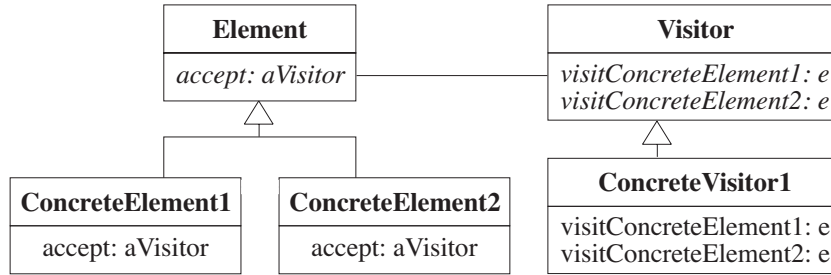 Element
accept: aVisitor
Visitor
visitConcreteElement1: e
visitConcreteElement2: e
ConcreteElement1
accept: aVisitor
ConcreteElement2
accept: aVisitor
ConcreteVisitor1
visitConcreteElement1: e
visitConcreteElement2: e